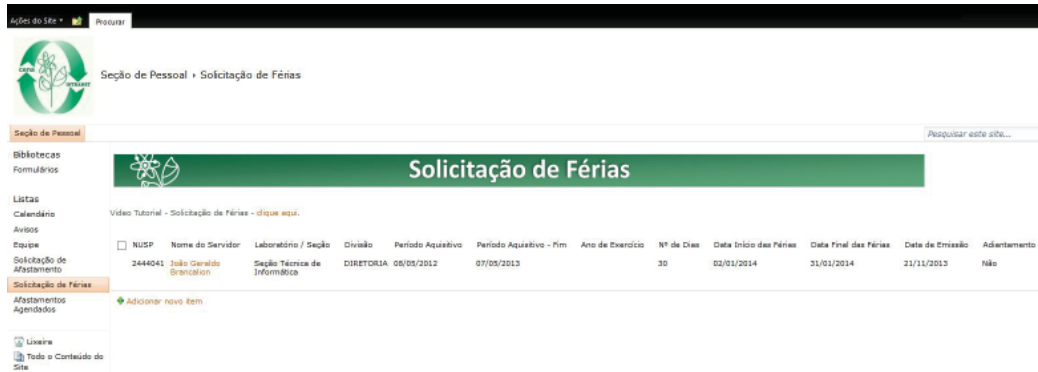 Ações do Site
Procurar
CENA
INTRANET
Seção de Pessoal › Solicitação de Férias
Seção de Pessoal
Pesquisar este site...
Bibliotecas
Formulários
Listas
Calendário
Avisos
Equipe
Solicitação de
Afastamento
Solicitação de Férias
Afastamentos
Agendados
Lixeira
Todo o Conteúdo do
Site
Solicitação de Férias
Video Tutorial - Solicitação de Férias - clique aqui.
NUSP Nome do Servidor Laboratório / Seção Divisão Período Aquisitivo Período Aquisitivo - Fim Ano de Exercício Nº de Dias Data Início das Férias Data Final das Férias Data de Emissão Adiantamento
2444041 João Geraldo Brancalion Seção Técnica de Informática DIRETORIA 08/05/2012 07/05/2013 30 02/01/2014 31/01/2014 21/11/2013 Não
Adicionar novo item